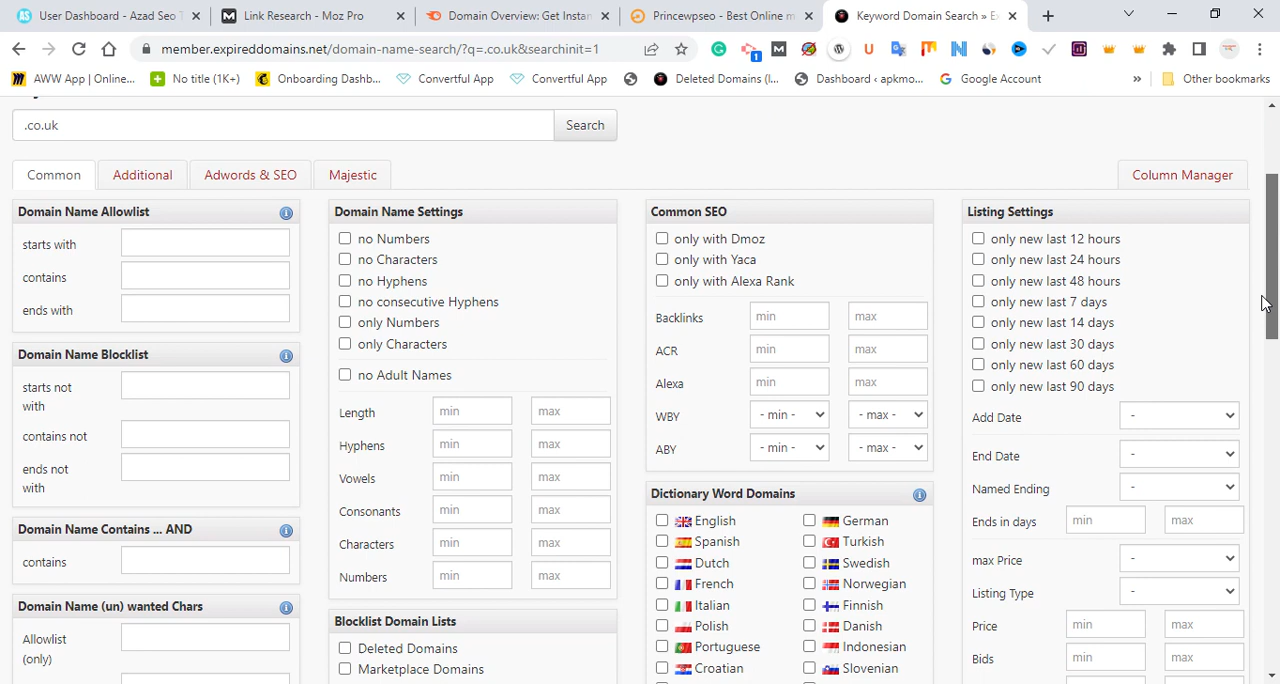 User Dashboard - Azad Seo T
Link Research - Moz Pro
Domain Overview: Get Instan
Princewpseo - Best Online m
Keyword Domain Search » Ex
member.expireddomains.net/domain-name-search/?q=.co.uk&searchinit=1
AWW App | Online...
No title (1K+)
Onboarding Dashb...
Convertful App
Convertful App
Deleted Domains (l...
Dashboard ‹ apkmo...
Google Account
»
Other bookmarks
.co.uk
Search
Common
Additional
Adwords & SEO
Majestic
Column Manager
Domain Name Allowlist
starts with
contains
ends with
Domain Name Blocklist
starts not
with
contains not
ends not
with
Domain Name Contains ... AND
contains
Domain Name (un) wanted Chars
Allowlist
(only)
Domain Name Settings
no Numbers
no Characters
no Hyphens
no consecutive Hyphens
only Numbers
only Characters
no Adult Names
Length min max
Hyphens min max
Vowels min max
Consonants min max
Characters min max
Numbers min max
Blocklist Domain Lists
Deleted Domains
Marketplace Domains
Common SEO
only with Dmoz
only with Yaca
only with Alexa Rank
Backlinks min max
ACR min max
Alexa min max
WBY - min - - max -
ABY - min - - max -
Dictionary Word Domains
English German
Spanish Turkish
Dutch Swedish
French Norwegian
Italian Finnish
Polish Danish
Portuguese Indonesian
Croatian Slovenian
Listing Settings
only new last 12 hours
only new last 24 hours
only new last 48 hours
only new last 7 days
only new last 14 days
only new last 30 days
only new last 60 days
only new last 90 days
Add Date -
End Date -
Named Ending -
Ends in days min max
max Price -
Listing Type -
Price min max
Bids min max